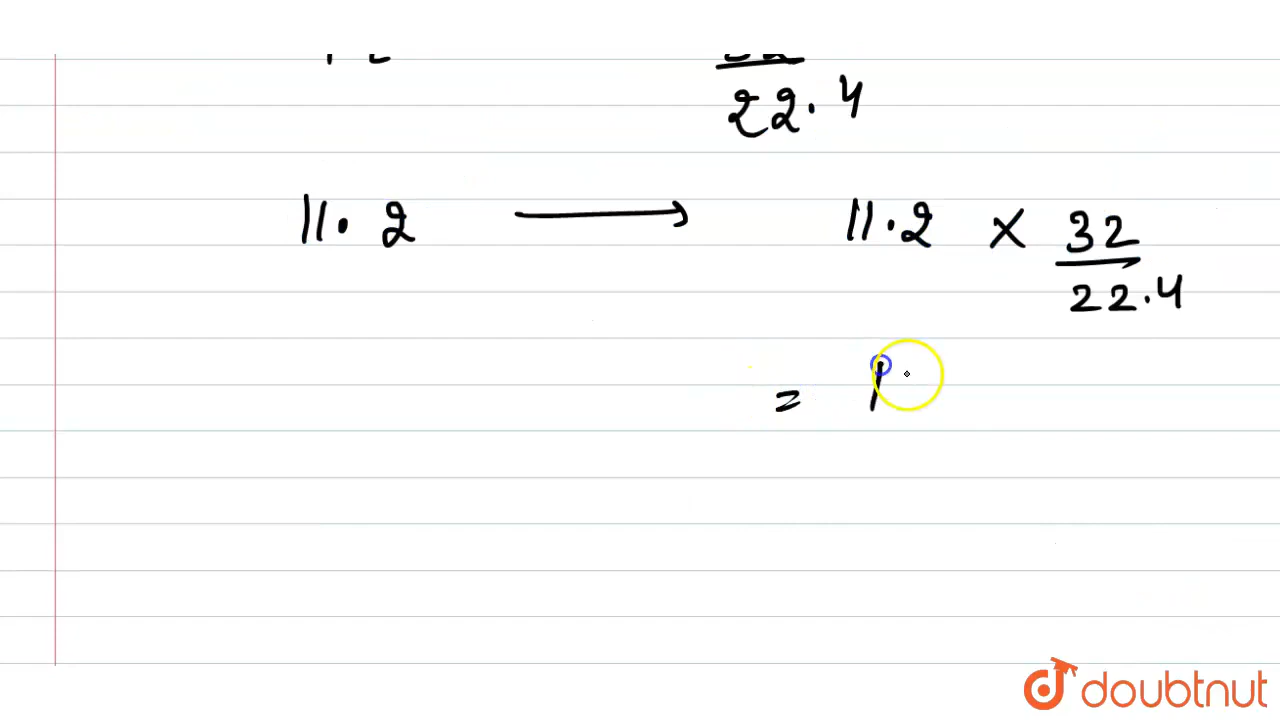 22.4
11.2 → 11.2 × 32
22.4
= 1
doubtnut